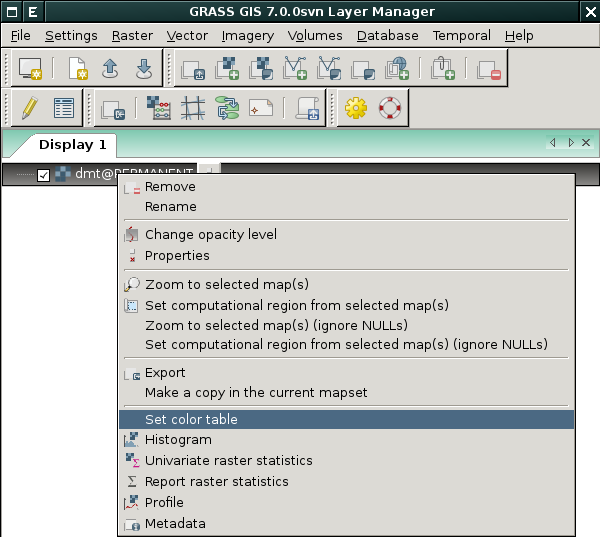 E GRASS GIS 7.0.0svn Layer Manager
File Settings Raster Vector Imagery Volumes Database Temporal Help
Display 1
dmt@PERMANENT
Remove
Rename
Change opacity level
Properties
Zoom to selected map(s)
Set computational region from selected map(s)
Zoom to selected map(s) (ignore NULLs)
Set computational region from selected map(s) (ignore NULLs)
Export
Make a copy in the current mapset
Set color table
Histogram
Univariate raster statistics
Report raster statistics
Profile
Metadata